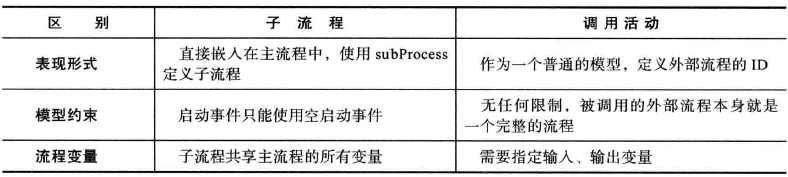 区 别 子 流 程 调 用 活 动
表现形式 直接嵌入在主流程中，使用 subProcess 定义子流程 作为一个普通的模型，定义外部流程的 ID
模型约束 启动事件只能使用空启动事件 无任何限制，被调用的外部流程本身就是一个完整的流程
流程变量 子流程共享主流程的所有变量 需要指定输入、输出变量